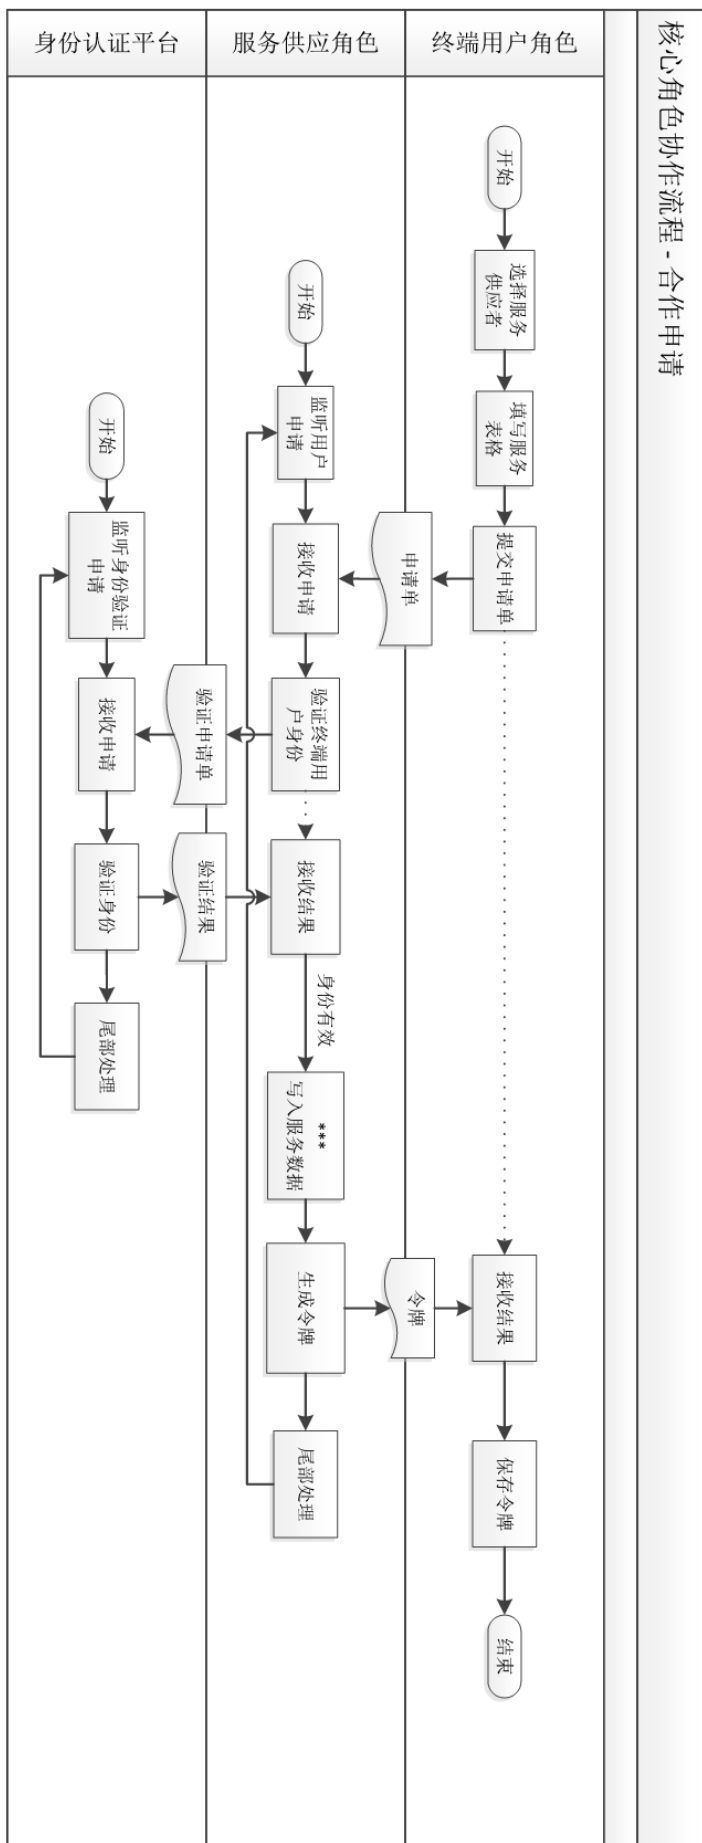 核心角色协作流程 - 合作申请
终端用户角色
开始
选择服务
供应者
填写服务
表格
提交申请单
申请单
接收结果
保存令牌
结束
服务供应角色
开始
监听用户
申请
接收申请
验证终端用
户身份
验证申请单
接收结果
身份有效
***
写入服务数据
生成令牌
令牌
尾部处理
身份认证平台
开始
监听身份验证
申请
接收申请
验证身份
验证结果
尾部处理